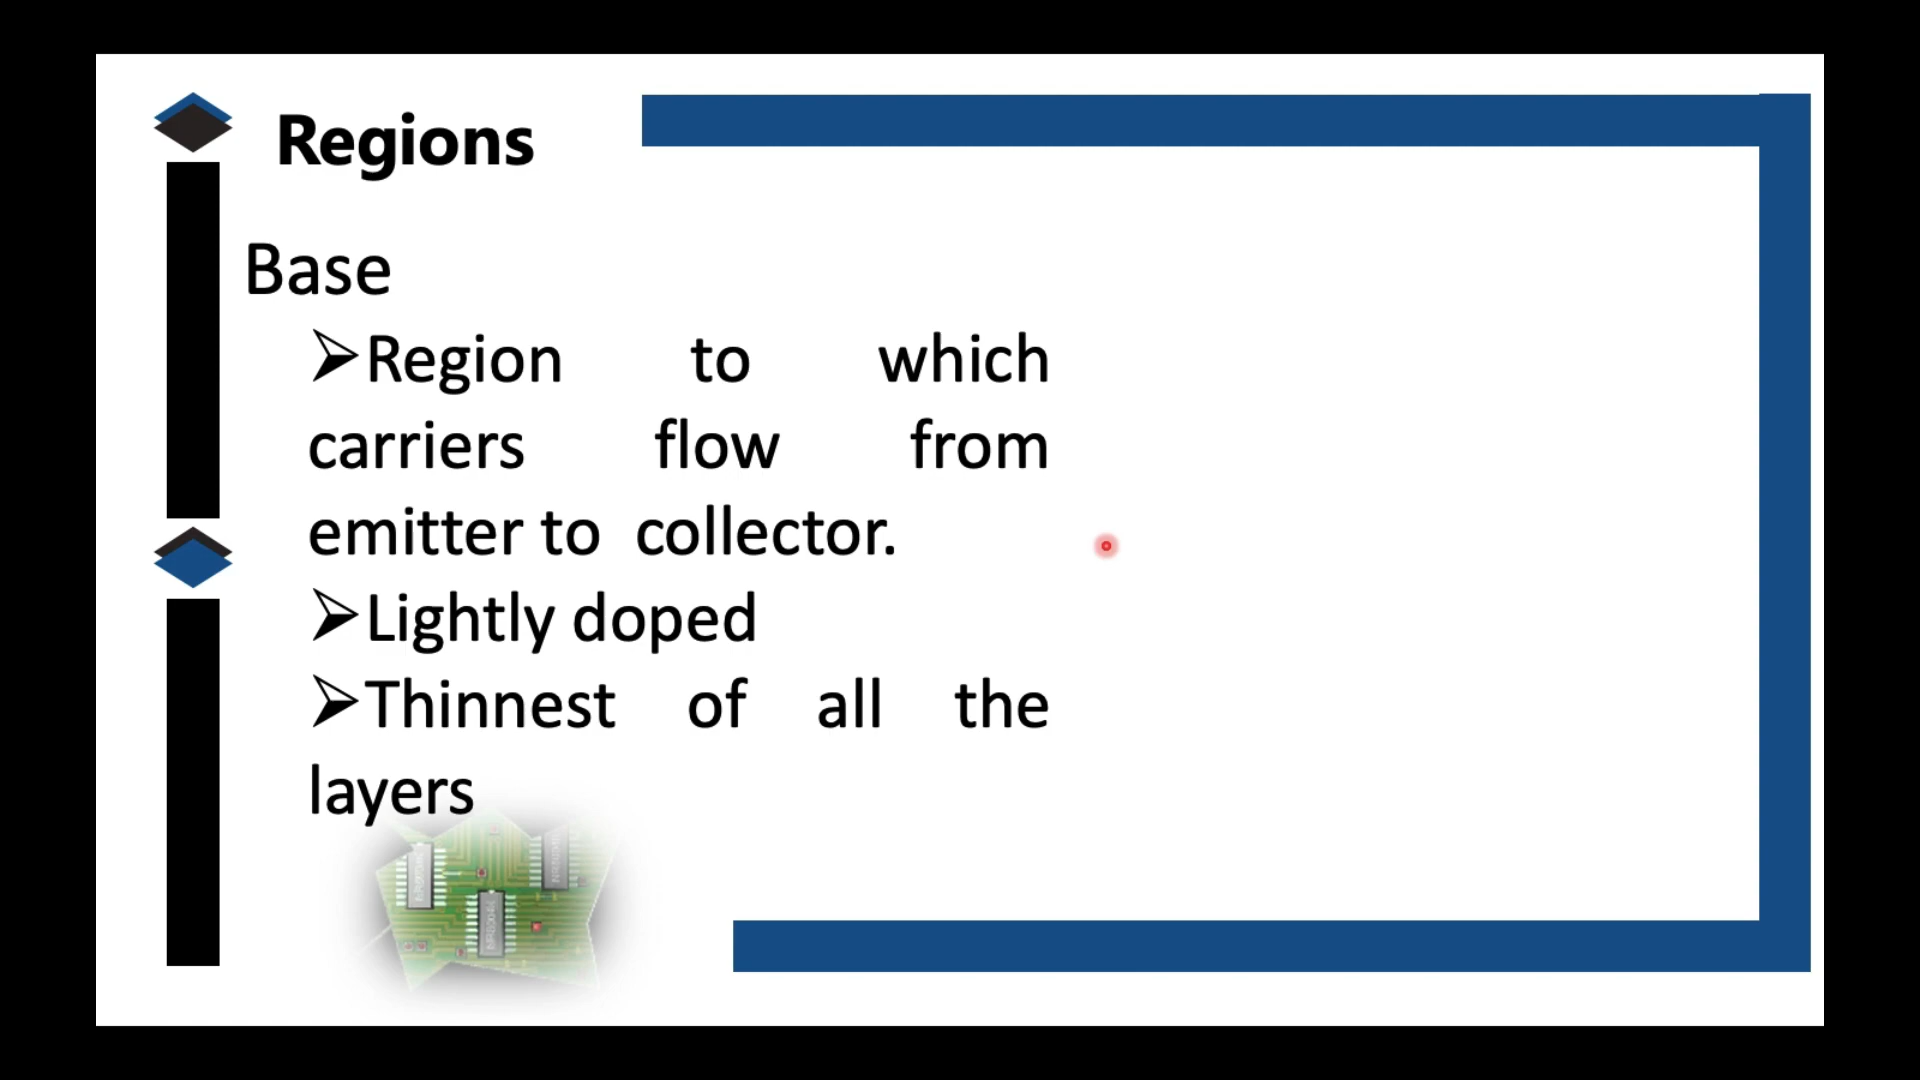 Regions
Base
➢Region to which
carriers flow from
emitter to collector.
➢Lightly doped
➢Thinnest of all the
layers